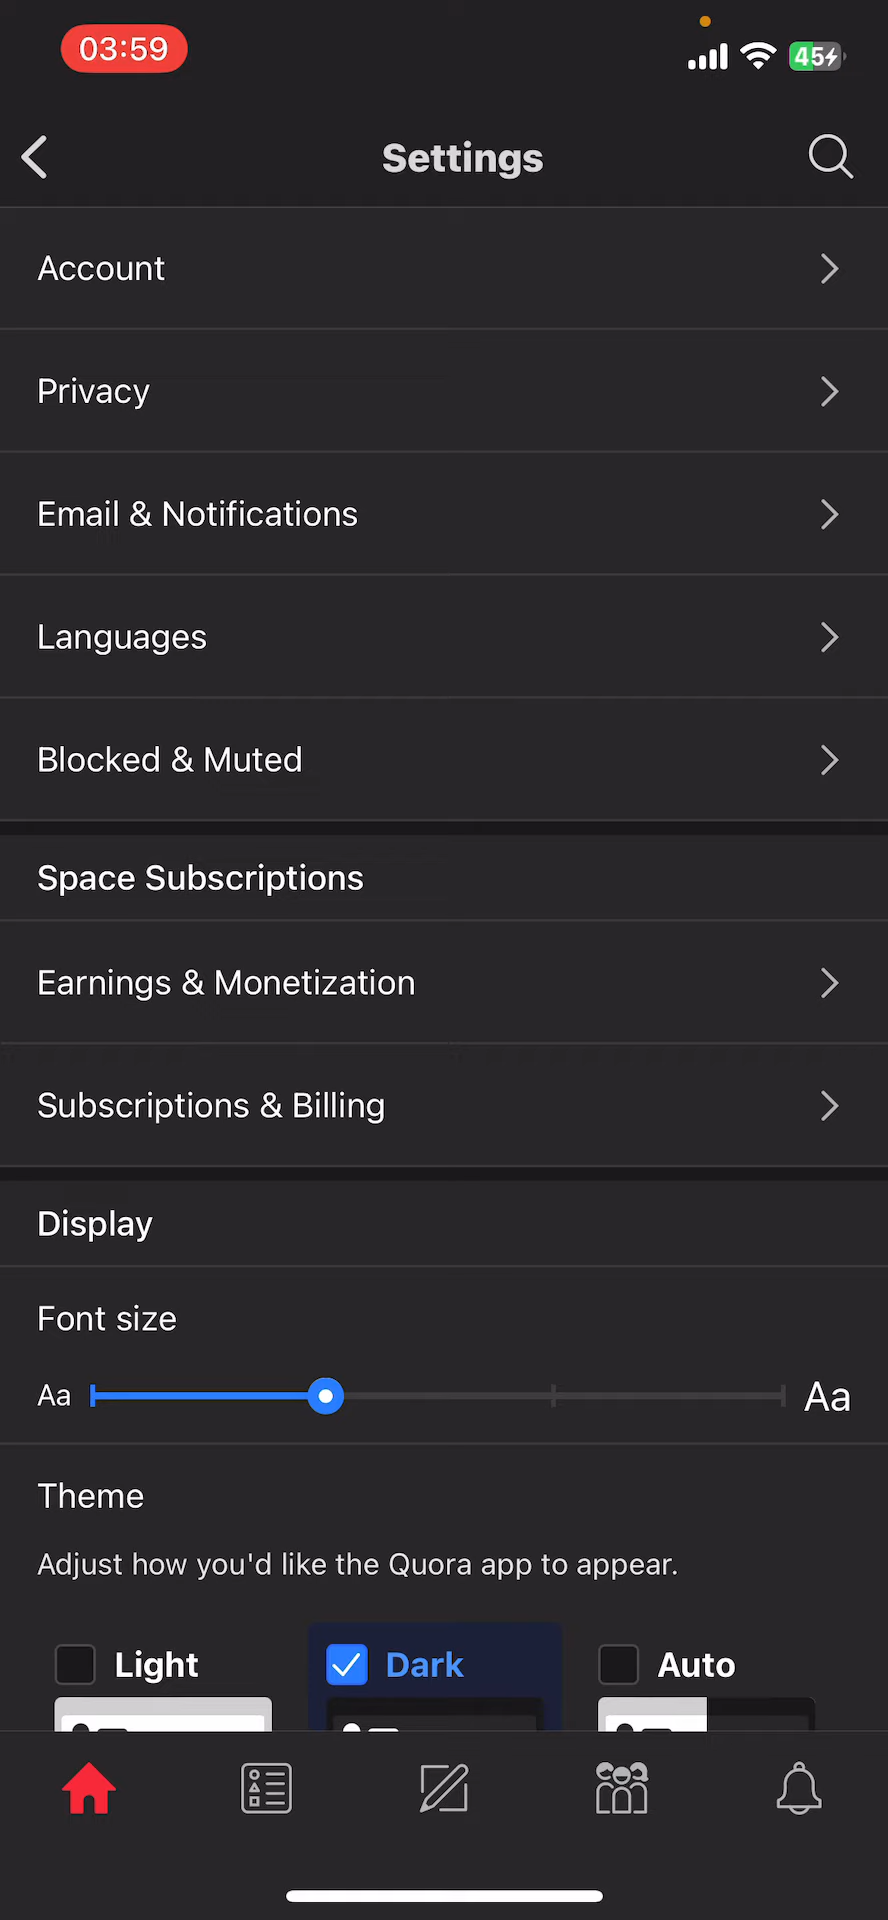 03:59
45
Settings
Account
Privacy
Email & Notifications
Languages
Blocked & Muted
Space Subscriptions
Earnings & Monetization
Subscriptions & Billing
Display
Font size
Aa Aa
Theme
Adjust how you'd like the Quora app to appear.
Light Dark Auto